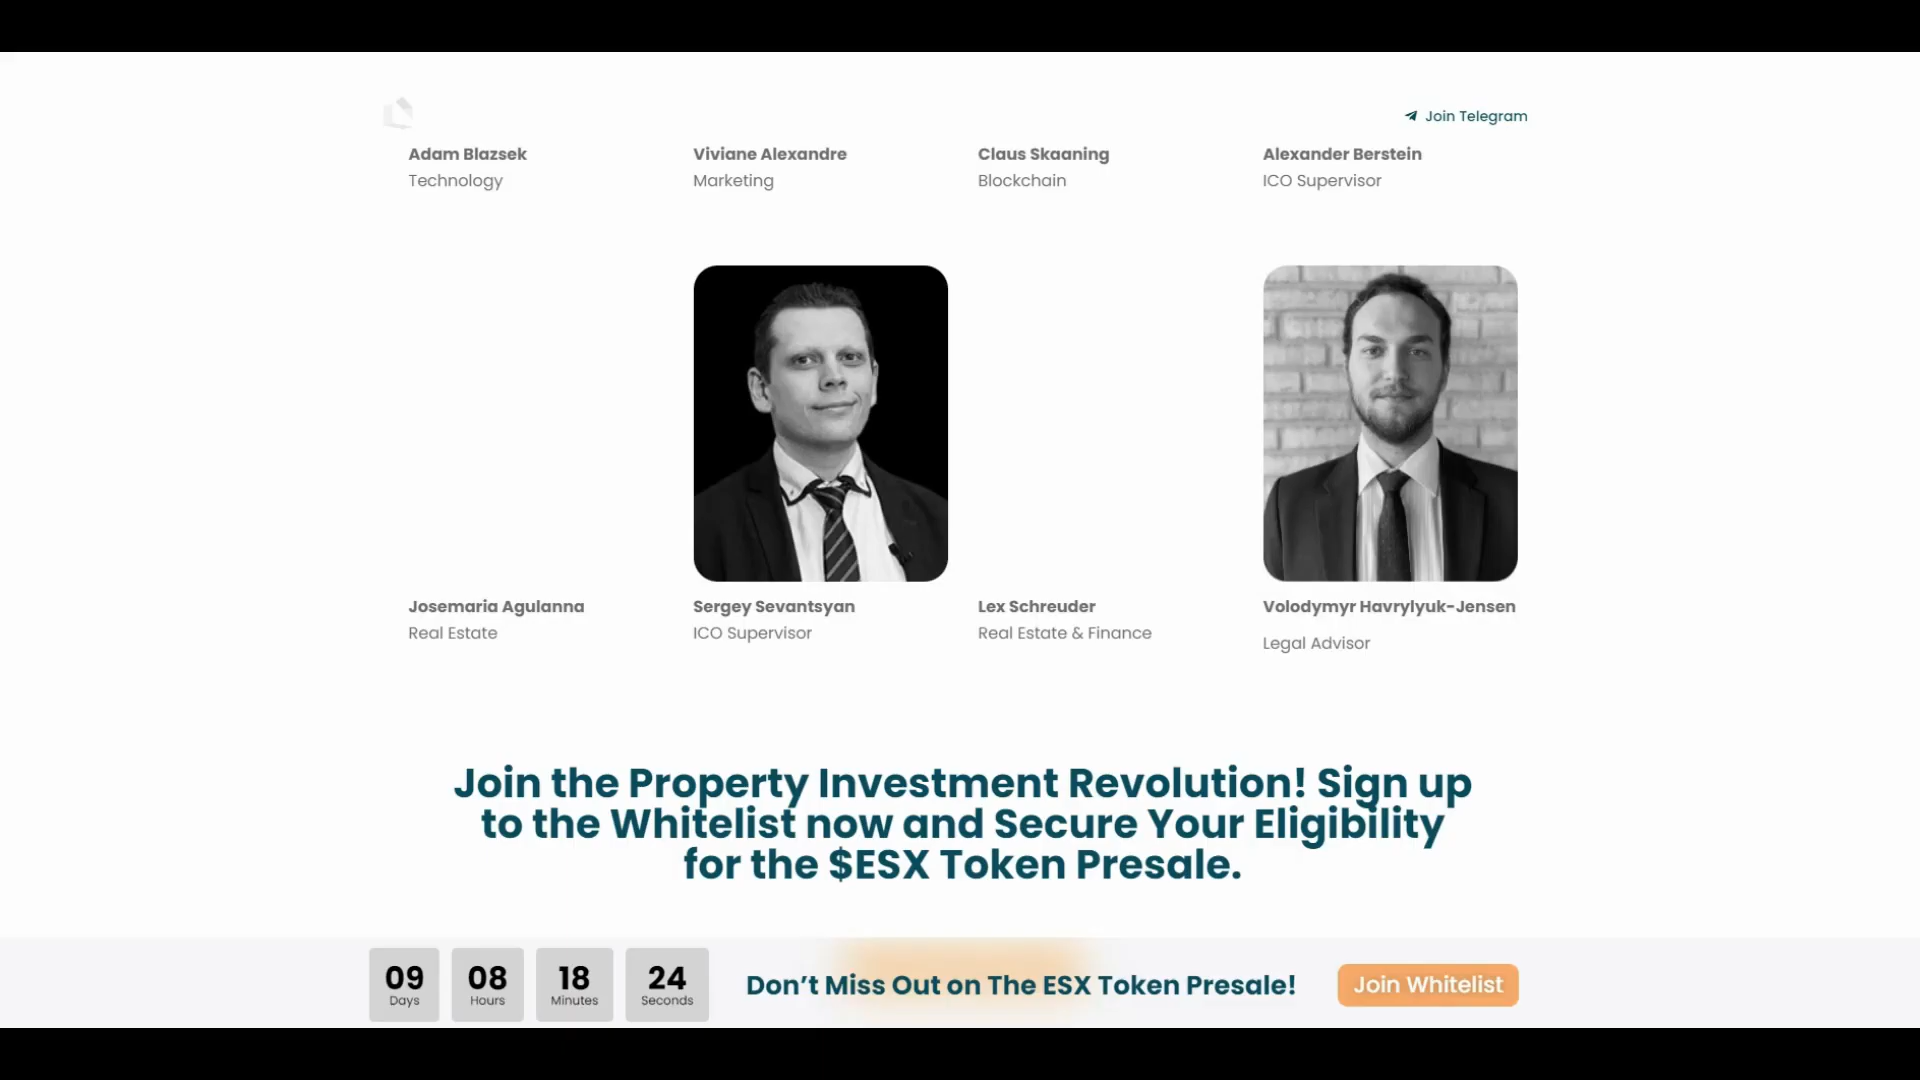 Join Telegram
Adam Blazsek
Technology
Viviane Alexandre
Marketing
Claus Skaaning
Blockchain
Alexander Berstein
ICO Supervisor
Josemaria Agulanna
Real Estate
Sergey Sevantsyan
ICO Supervisor
Lex Schreuder
Real Estate & Finance
Volodymyr Havrylyuk-Jensen
Legal Advisor
Join the Property Investment Revolution! Sign up
to the Whitelist now and Secure Your Eligibility
for the $ESX Token Presale.
09
Days
08
Hours
18
Minutes
24
Seconds
Don’t Miss Out on The ESX Token Presale!
Join Whitelist